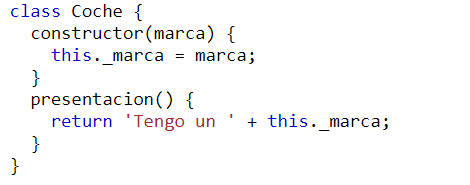 class Coche {
  constructor(marca) {
    this._marca = marca;
  }
  presentacion() {
    return 'Tengo un ' + this._marca;
  }
}